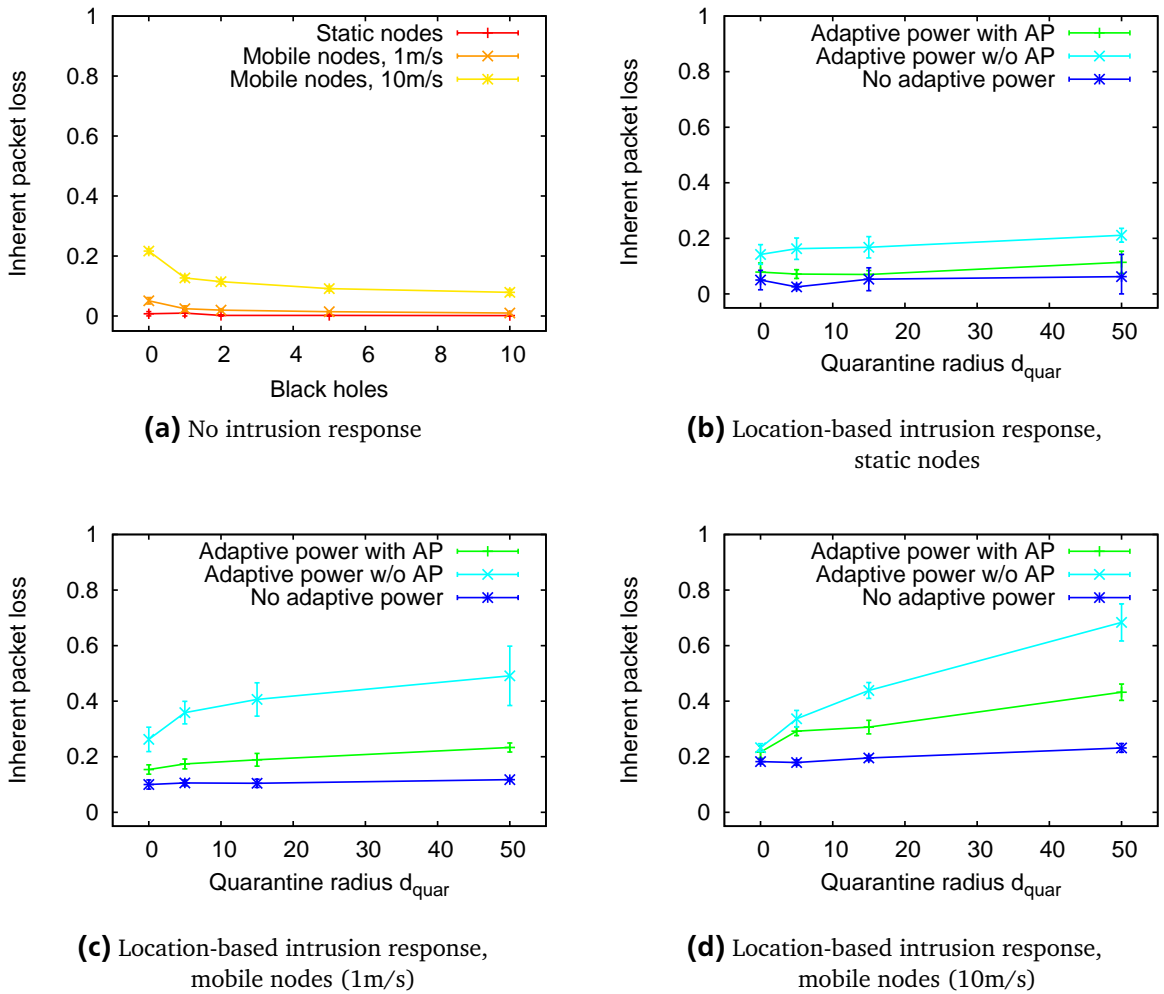 1
0.8
0.6
0.4
0.2
0
Inherent packet loss
Static nodes
Mobile nodes, 1m/s
Mobile nodes, 10m/s
0 2 4 6 8 10
Black holes
(a) No intrusion response
1
0.8
0.6
0.4
0.2
0
Inherent packet loss
Adaptive power with AP
Adaptive power w/o AP
No adaptive power
0 10 20 30 40 50
Quarantine radius dquar
(b) Location-based intrusion response,
static nodes
1
0.8
0.6
0.4
0.2
0
Inherent packet loss
Adaptive power with AP
Adaptive power w/o AP
No adaptive power
0 10 20 30 40 50
Quarantine radius dquar
(c) Location-based intrusion response,
mobile nodes (1m/s)
1
0.8
0.6
0.4
0.2
0
Inherent packet loss
Adaptive power with AP
Adaptive power w/o AP
No adaptive power
0 10 20 30 40 50
Quarantine radius dquar
(d) Location-based intrusion response,
mobile nodes (10m/s)